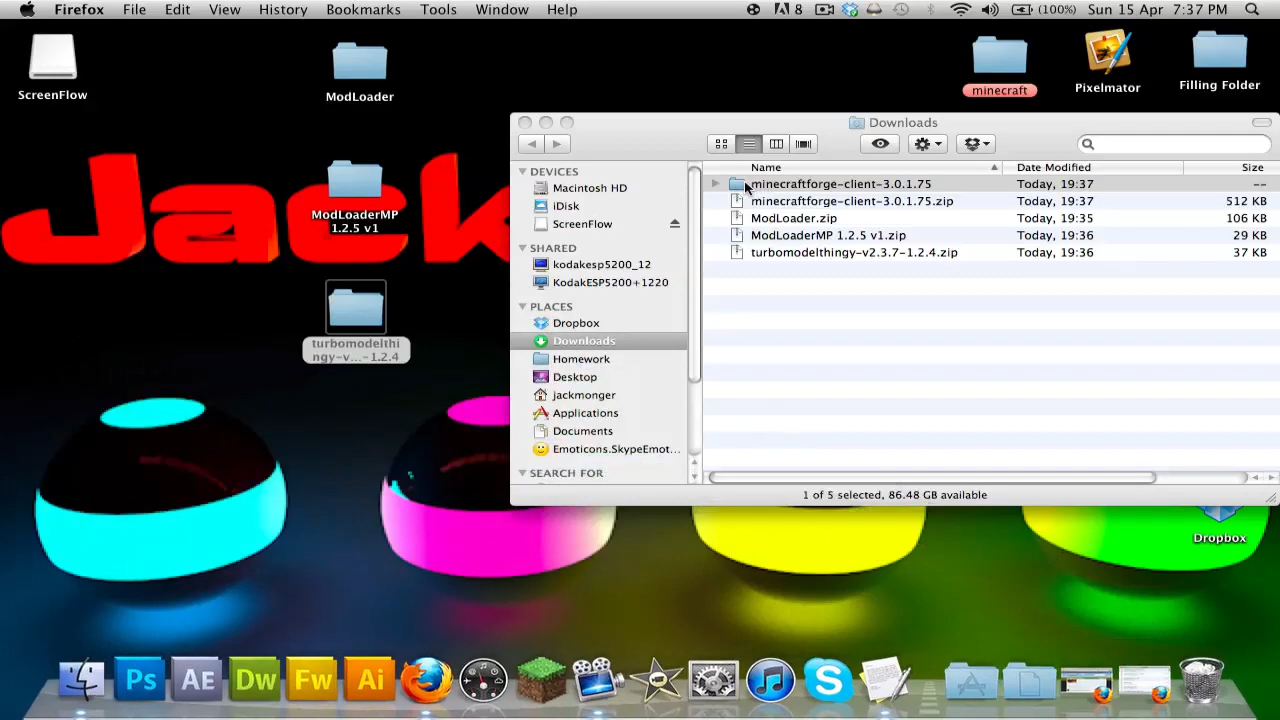 Firefox File Edit View History Bookmarks Tools Window Help
8 (100%) Sun 15 Apr 7:37 PM
ScreenFlow
ModLoader
minecraft
Pixelmator
Filling Folder
Jack
ModLoaderMP
1.2.5 v1
turbomodelthi
ngy-v...-1.2.4
Downloads
DEVICES
Macintosh HD
iDisk
ScreenFlow
SHARED
kodakesp5200_12
KodakESP5200+1220
PLACES
Dropbox
Downloads
Homework
Desktop
jackmonger
Applications
Documents
Emoticons.SkypeEmot...
SEARCH FOR
Name Date Modified Size
minecraftforge-client-3.0.1.75 Today, 19:37 --
minecraftforge-client-3.0.1.75.zip Today, 19:37 512 KB
ModLoader.zip Today, 19:35 106 KB
ModLoaderMP 1.2.5 v1.zip Today, 19:36 29 KB
turbomodelthingy-v2.3.7-1.2.4.zip Today, 19:36 37 KB
1 of 5 selected, 86.48 GB available
Dropbox
Ps AE Dw Fw Ai